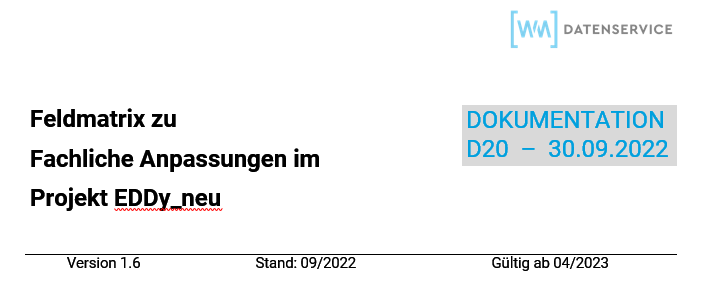 [WM] DATENSERVICE
Feldmatrix zu
Fachliche Anpassungen im
Projekt EDDy_neu
DOKUMENTATION
D20 – 30.09.2022
Version 1.6
Stand: 09/2022
Gültig ab 04/2023